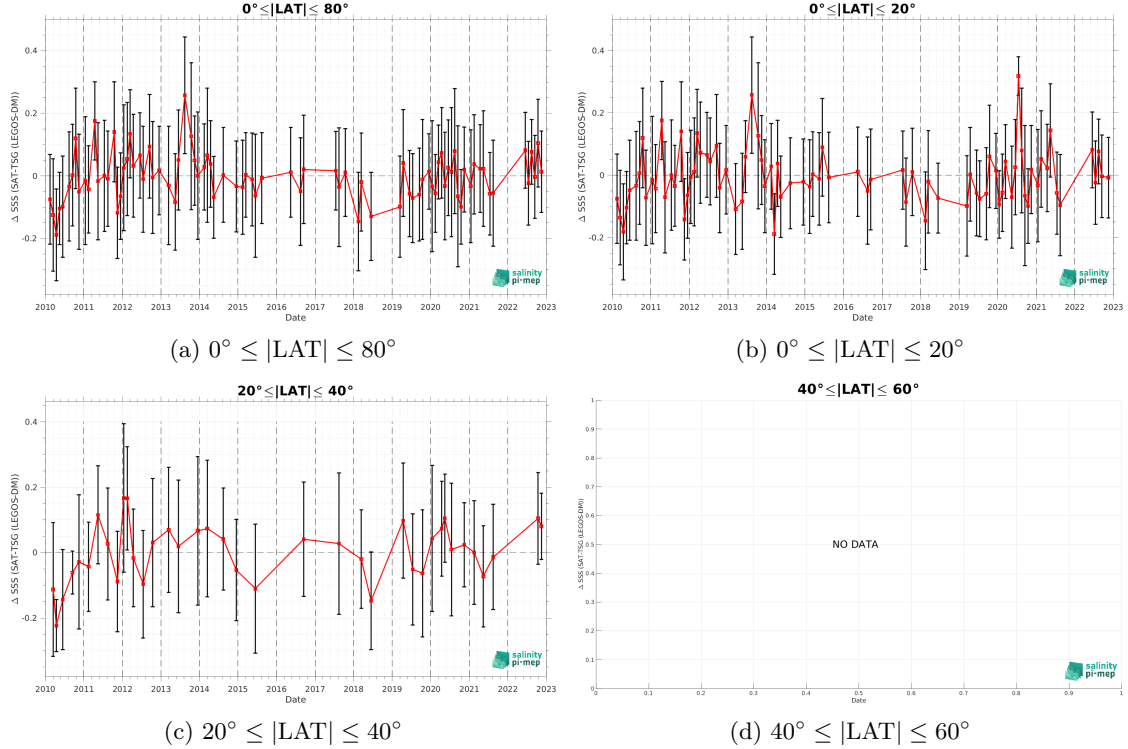 0°≤|LAT|≤ 80°
Δ SSS (SAT-TSG (LEGOS-DM))
0.4
0.2
0
-0.2
2010 2011 2012 2013 2014 2015 2016 2017 2018 2019 2020 2021 2022 2023
Date
salinity
pi-mep
(a) 0° ≤ |LAT| ≤ 80°
0°≤|LAT|≤ 20°
Δ SSS (SAT-TSG (LEGOS-DM))
0.4
0.2
0
-0.2
2010 2011 2012 2013 2014 2015 2016 2017 2018 2019 2020 2021 2022 2023
Date
salinity
pi-mep
(b) 0° ≤ |LAT| ≤ 20°
20°≤|LAT|≤ 40°
Δ SSS (SAT-TSG (LEGOS-DM))
0.4
0.2
0
-0.2
2010 2011 2012 2013 2014 2015 2016 2017 2018 2019 2020 2021 2022 2023
Date
salinity
pi-mep
(c) 20° ≤ |LAT| ≤ 40°
40°≤|LAT|≤ 60°
Δ SSS (SAT-TSG (LEGOS-DM))
1
0.9
0.8
0.7
0.6
0.5
0.4
0.3
0.2
0.1
0
NO DATA
0 0.1 0.2 0.3 0.4 0.5 0.6 0.7 0.8 0.9 1
Date
salinity
pi-mep
(d) 40° ≤ |LAT| ≤ 60°